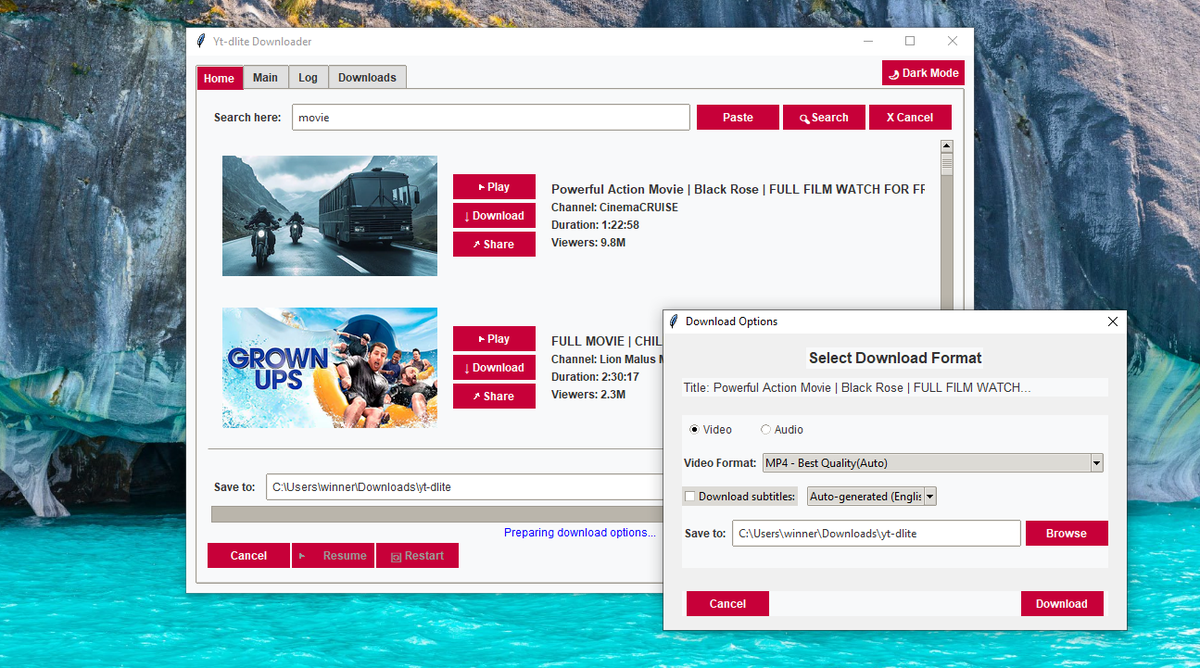 Yt-dlite Downloader
Home Main Log Downloads
Dark Mode
Search here: movie Paste Search X Cancel
Play
Download
Share
Powerful Action Movie | Black Rose | FULL FILM WATCH FOR FR
Channel: CinemaCRUISE
Duration: 1:22:58
Viewers: 9.8M
GROWN
UPS
Play
Download
Share
FULL MOVIE | CHIL
Channel: Lion Malus M
Duration: 2:30:17
Viewers: 2.3M
Save to: C:\Users\winner\Downloads\yt-dlite
Preparing download options...
Cancel Resume Restart
Download Options
Select Download Format
Title: Powerful Action Movie | Black Rose | FULL FILM WATCH...
Video Audio
Video Format: MP4 - Best Quality(Auto)
Download subtitles: Auto-generated (Englis
Save to: C:\Users\winner\Downloads\yt-dlite Browse
Cancel Download